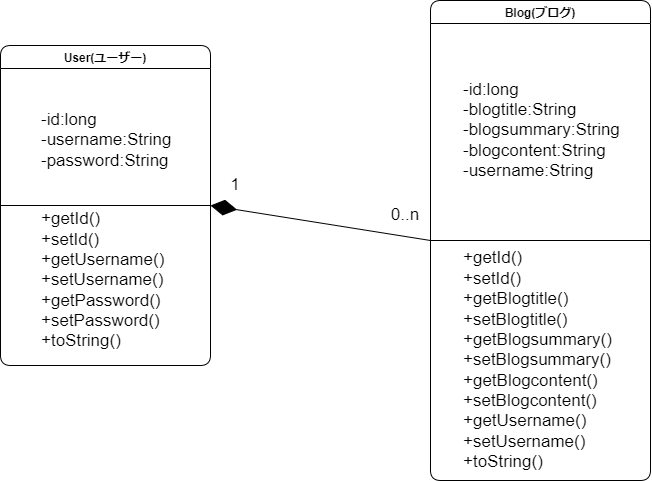 User(ユーザー)
-id:long
-username:String
-password:String
+getId()
+setId()
+getUsername()
+setUsername()
+getPassword()
+setPassword()
+toString()
1
0..n
Blog(ブログ)
-id:long
-blogtitle:String
-blogsummary:String
-blogcontent:String
-username:String
+getId()
+setId()
+getBlogtitle()
+setBlogtitle()
+getBlogsummary()
+setBlogsummary()
+getBlogcontent()
+setBlogcontent()
+getUsername()
+setUsername()
+toString()